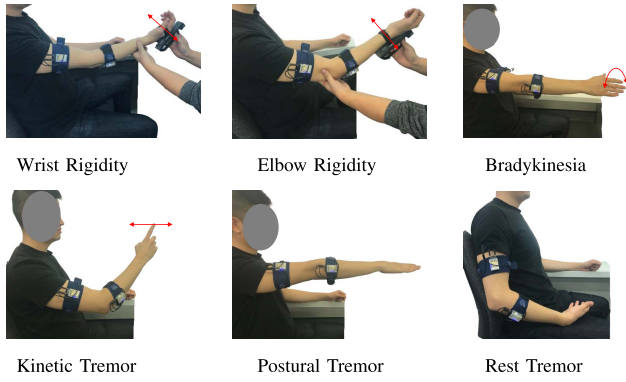 Wrist Rigidity
Elbow Rigidity
Bradykinesia
Kinetic Tremor
Postural Tremor
Rest Tremor